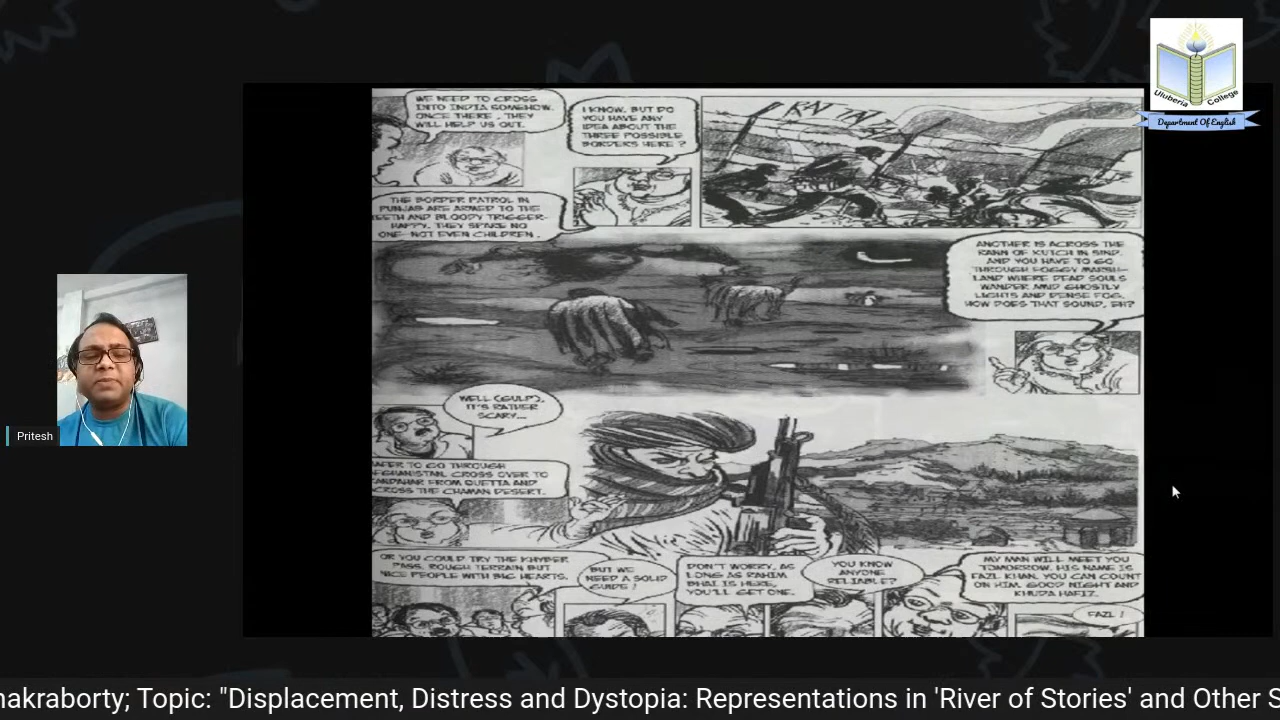 WE NEED TO CROSS
INTO INDIA SOMEHOW.
ONCE THERE, THEY
WILL HELP US OUT.
I KNOW. BUT DO
YOU HAVE ANY
IDEA ABOUT THE
THREE POSSIBLE
BORDERS HERE?
THE BORDER PATROL IN
PUNJAB ARE ARMED TO THE
TEETH AND BLOODY TRIGGER-
HAPPY. THEY SPARE NO
ONE- NOT EVEN CHILDREN.
ANOTHER IS ACROSS THE
RANN OF KUTCH IN SIND.
AND YOU HAVE TO GO
THROUGH FOGGY MARSH-
LAND WHERE DEAD SOULS
WANDER AMID GHOSTLY
LIGHTS AND DENSE FOG.
HOW DOES THAT SOUND, EH?
WELL (GULP),
IT'S RATHER
SCARY...
AFER TO GO THROUGH
FGHANISTAN. CROSS OVER TO
ANDAHAR FROM QUETTA AND
CROSS THE CHAMAN DESERT.
OR YOU COULD TRY THE KHYBER
PASS. ROUGH TERRAIN BUT
NICE PEOPLE WITH BIG HEARTS.
BUT WE
NEED A SOLID
GUIDE!
DON'T WORRY, AS
LONG AS RAHIM
BHAI IS HERE,
YOU'LL GET ONE.
YOU KNOW
ANYONE
RELIABLE?
MY MAN WILL MEET YOU
TOMORROW. HIS NAME IS
FAZL KHAN. YOU CAN COUNT
ON HIM. GOOD NIGHT AND
KHUDA HAFIZ.
FAZL!
Uluberia College
Department Of English
Pritesh
hakraborty; Topic: "Displacement, Distress and Dystopia: Representations in 'River of Stories' and Other S